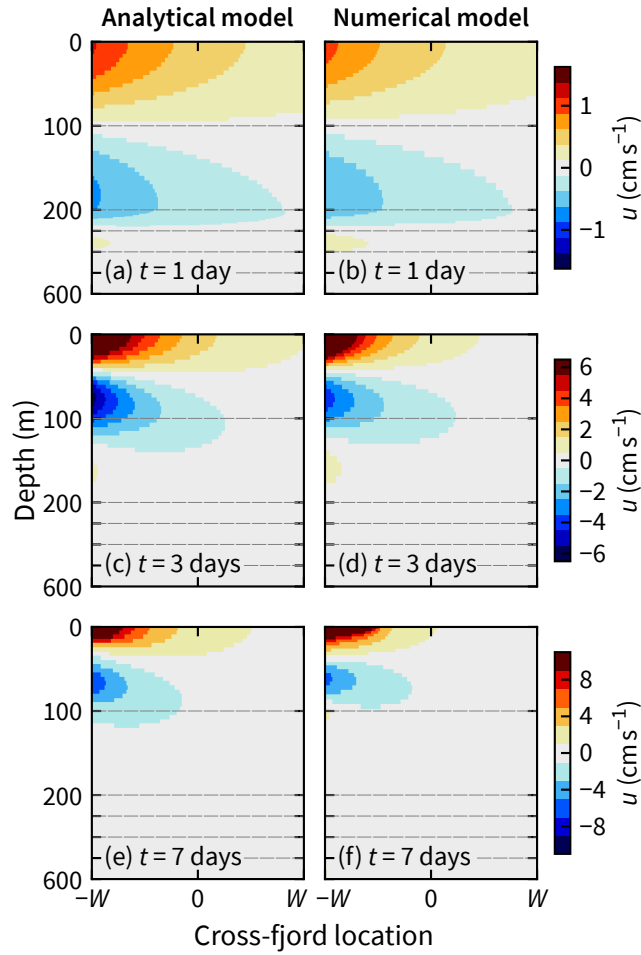 Analytical model Numerical model
0
100
200
600
(a) t = 1 day
(b) t = 1 day
1
0
−1
u (cm s⁻¹)
Depth (m)
0
100
200
600
(c) t = 3 days
(d) t = 3 days
6
4
2
0
−2
−4
−6
u (cm s⁻¹)
0
100
200
600
(e) t = 7 days
(f) t = 7 days
8
4
0
−4
−8
u (cm s⁻¹)
−W 0 W −W 0 W
Cross-fjord location